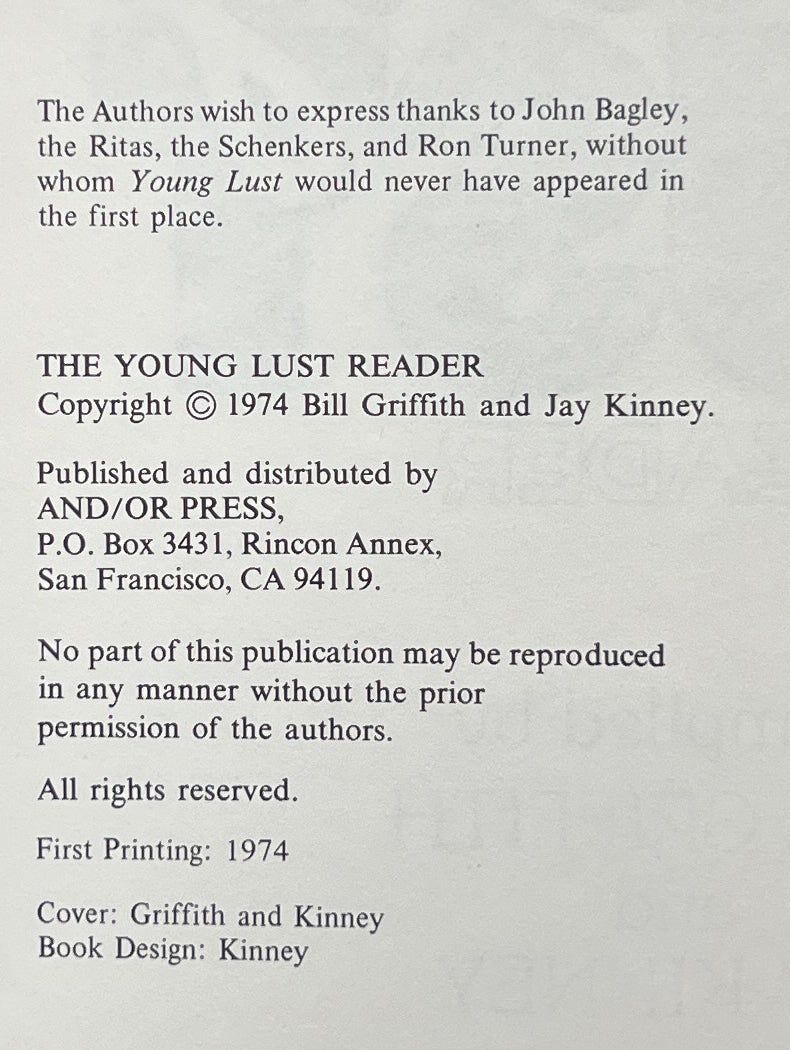 The Authors wish to express thanks to John Bagley,
the Ritas, the Schenkers, and Ron Turner, without
whom Young Lust would never have appeared in
the first place.
THE YOUNG LUST READER
Copyright © 1974 Bill Griffith and Jay Kinney.
Published and distributed by
AND/OR PRESS,
P.O. Box 3431, Rincon Annex,
San Francisco, CA 94119.
No part of this publication may be reproduced
in any manner without the prior
permission of the authors.
All rights reserved.
First Printing: 1974
Cover: Griffith and Kinney
Book Design: Kinney